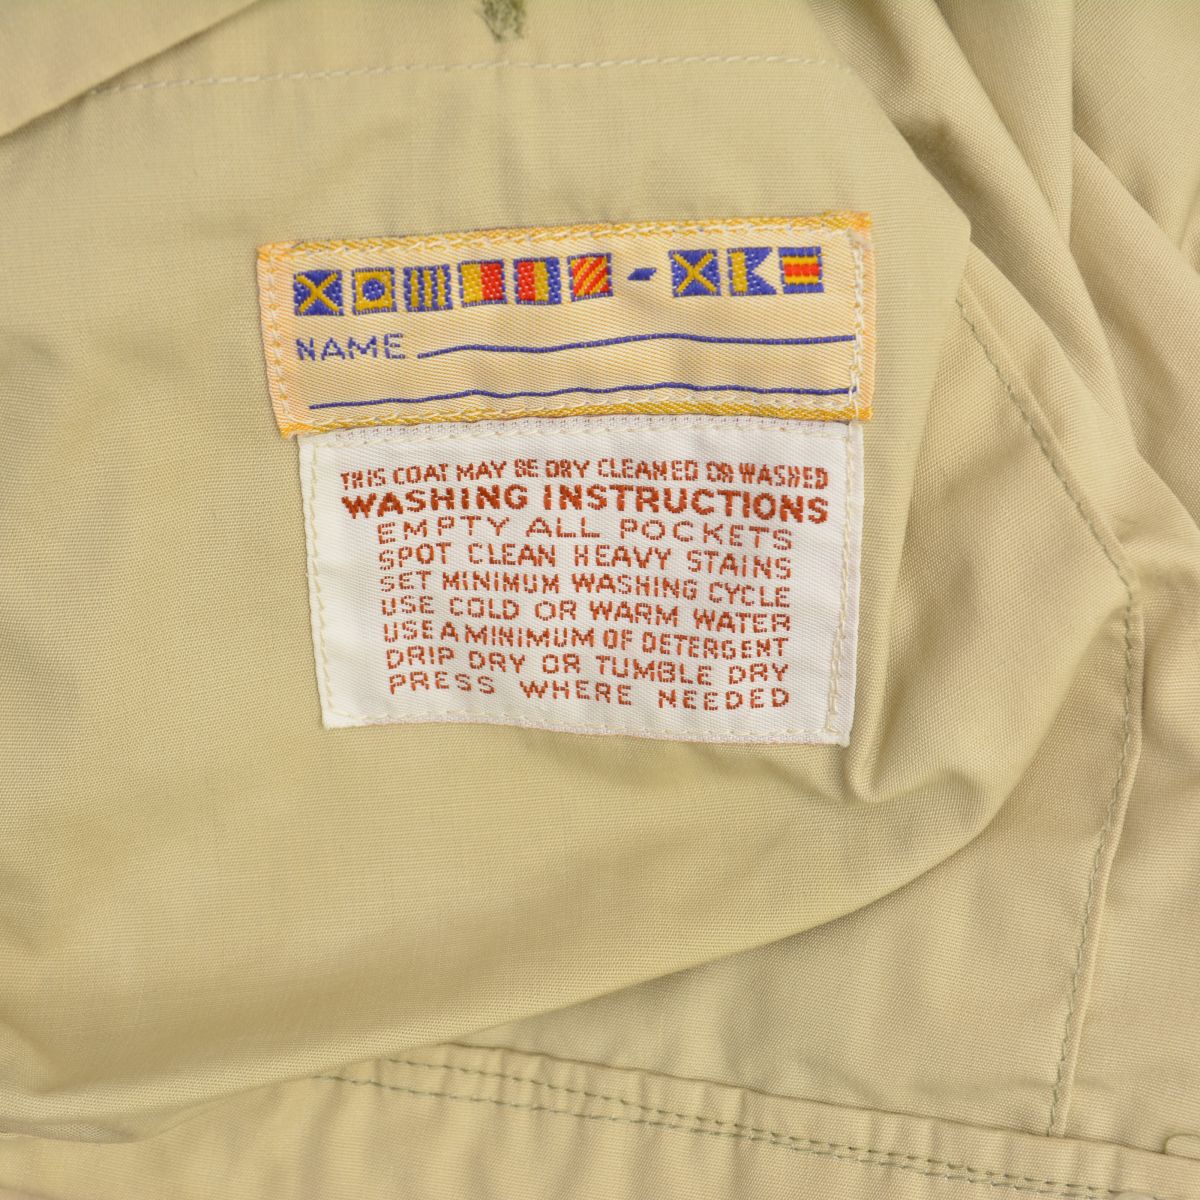 NAME
THIS COAT MAY BE DRY CLEANED OR WASHED
WASHING INSTRUCTIONS
EMPTY ALL POCKETS
SPOT CLEAN HEAVY STAINS
SET MINIMUM WASHING CYCLE
USE COLD OR WARM WATER
USE A MINIMUM OF DETERGENT
DRIP DRY OR TUMBLE DRY
PRESS WHERE NEEDED